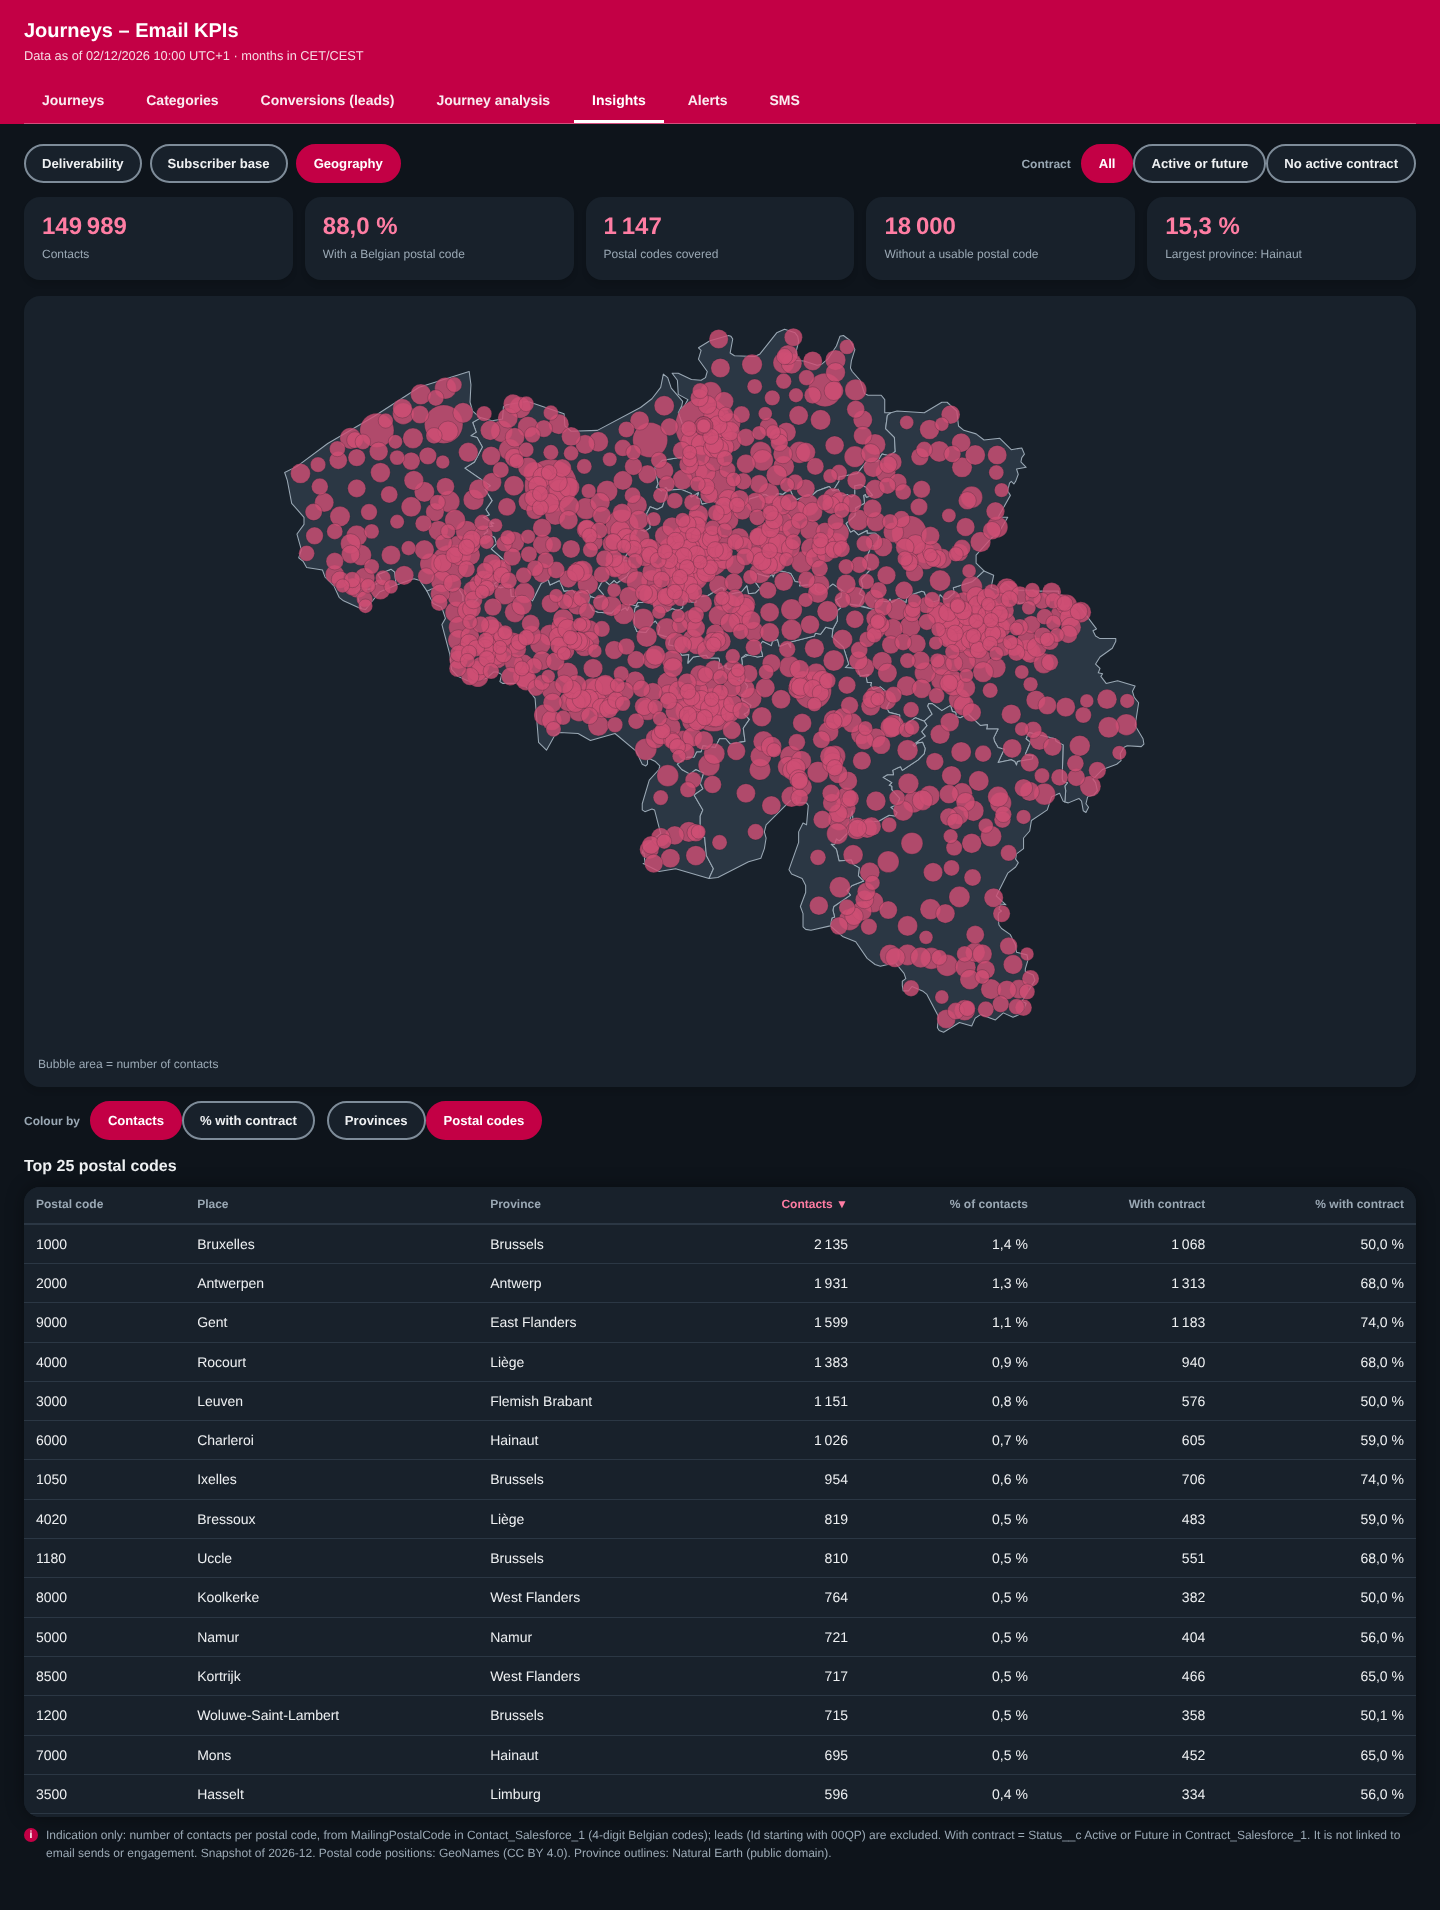 Journeys – Email KPIs
Data as of 02/12/2026 10:00 UTC+1 · months in CET/CEST
Journeys Categories Conversions (leads) Journey analysis Insights Alerts SMS
Deliverability Subscriber base Geography Contract All Active or future No active contract
149 989 88,0 % 1 147 18 000 15,3 %
Contacts With a Belgian postal code Postal codes covered Without a usable postal code Largest province: Hainaut
Bubble area = number of contacts
Colour by Contacts % with contract Provinces Postal codes
Top 25 postal codes
Postal code Place Province Contacts ▼ % of contacts With contract % with contract
1000 Bruxelles Brussels 2 135 1,4 % 1 068 50,0 %
2000 Antwerpen Antwerp 1 931 1,3 % 1 313 68,0 %
9000 Gent East Flanders 1 599 1,1 % 1 183 74,0 %
4000 Rocourt Liège 1 383 0,9 % 940 68,0 %
3000 Leuven Flemish Brabant 1 151 0,8 % 576 50,0 %
6000 Charleroi Hainaut 1 026 0,7 % 605 59,0 %
1050 Ixelles Brussels 954 0,6 % 706 74,0 %
4020 Bressoux Liège 819 0,5 % 483 59,0 %
1180 Uccle Brussels 810 0,5 % 551 68,0 %
8000 Koolkerke West Flanders 764 0,5 % 382 50,0 %
5000 Namur Namur 721 0,5 % 404 56,0 %
8500 Kortrijk West Flanders 717 0,5 % 466 65,0 %
1200 Woluwe-Saint-Lambert Brussels 715 0,5 % 358 50,1 %
7000 Mons Hainaut 695 0,5 % 452 65,0 %
3500 Hasselt Limburg 596 0,4 % 334 56,0 %
i Indication only: number of contacts per postal code, from MailingPostalCode in Contact_Salesforce_1 (4-digit Belgian codes); leads (Id starting with 00QP) are excluded. With contract = Status__c Active or Future in Contract_Salesforce_1. It is not linked to
email sends or engagement. Snapshot of 2026-12. Postal code positions: GeoNames (CC BY 4.0). Province outlines: Natural Earth (public domain).